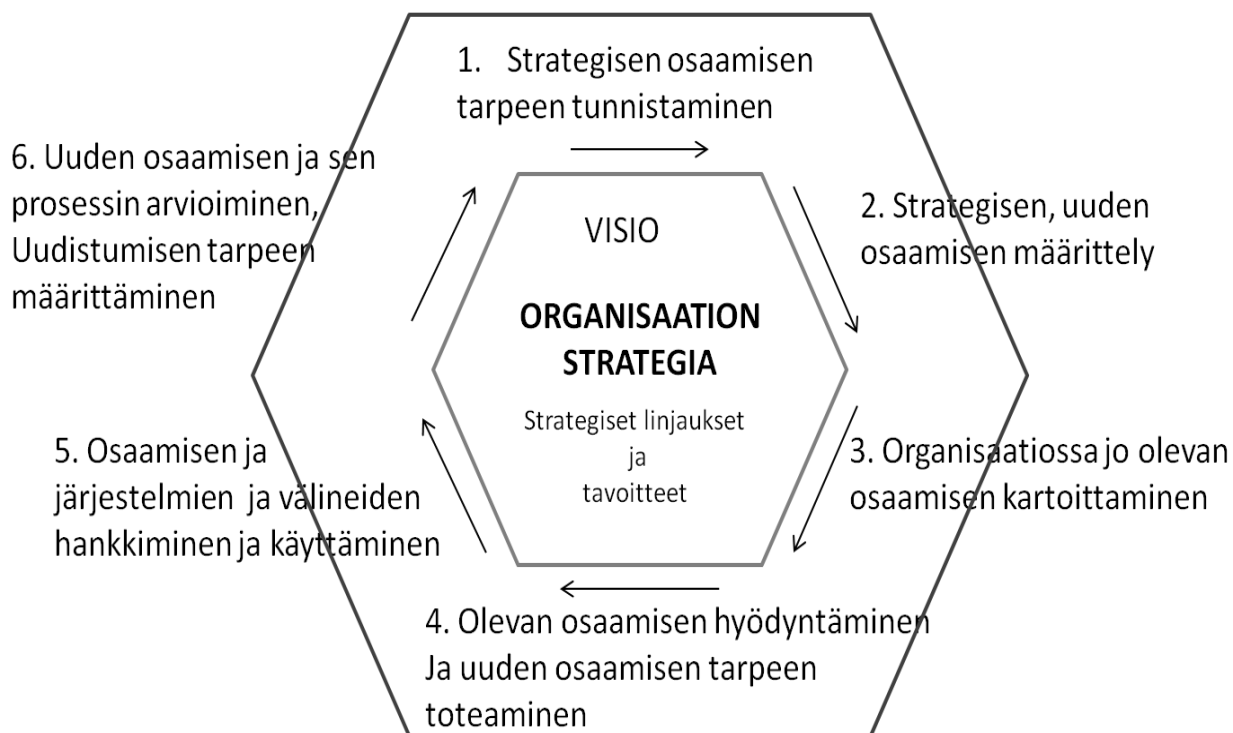 1. Strategisen osaamisen
tarpeen tunnistaminen
2. Strategisen, uuden
osaamisen määrittely
3. Organisaatiossa jo olevan
osaamisen kartoittaminen
4. Olevan osaamisen hyödyntäminen
Ja uuden osaamisen tarpeen
toteaminen
5. Osaamisen ja
järjestelmien ja välineiden
hankkiminen ja käyttäminen
6. Uuden osaamisen ja sen
prosessin arvioiminen,
Uudistumisen tarpeen
määrittäminen
VISIO
ORGANISAATION
STRATEGIA
Strategiset linjaukset
ja
tavoitteet